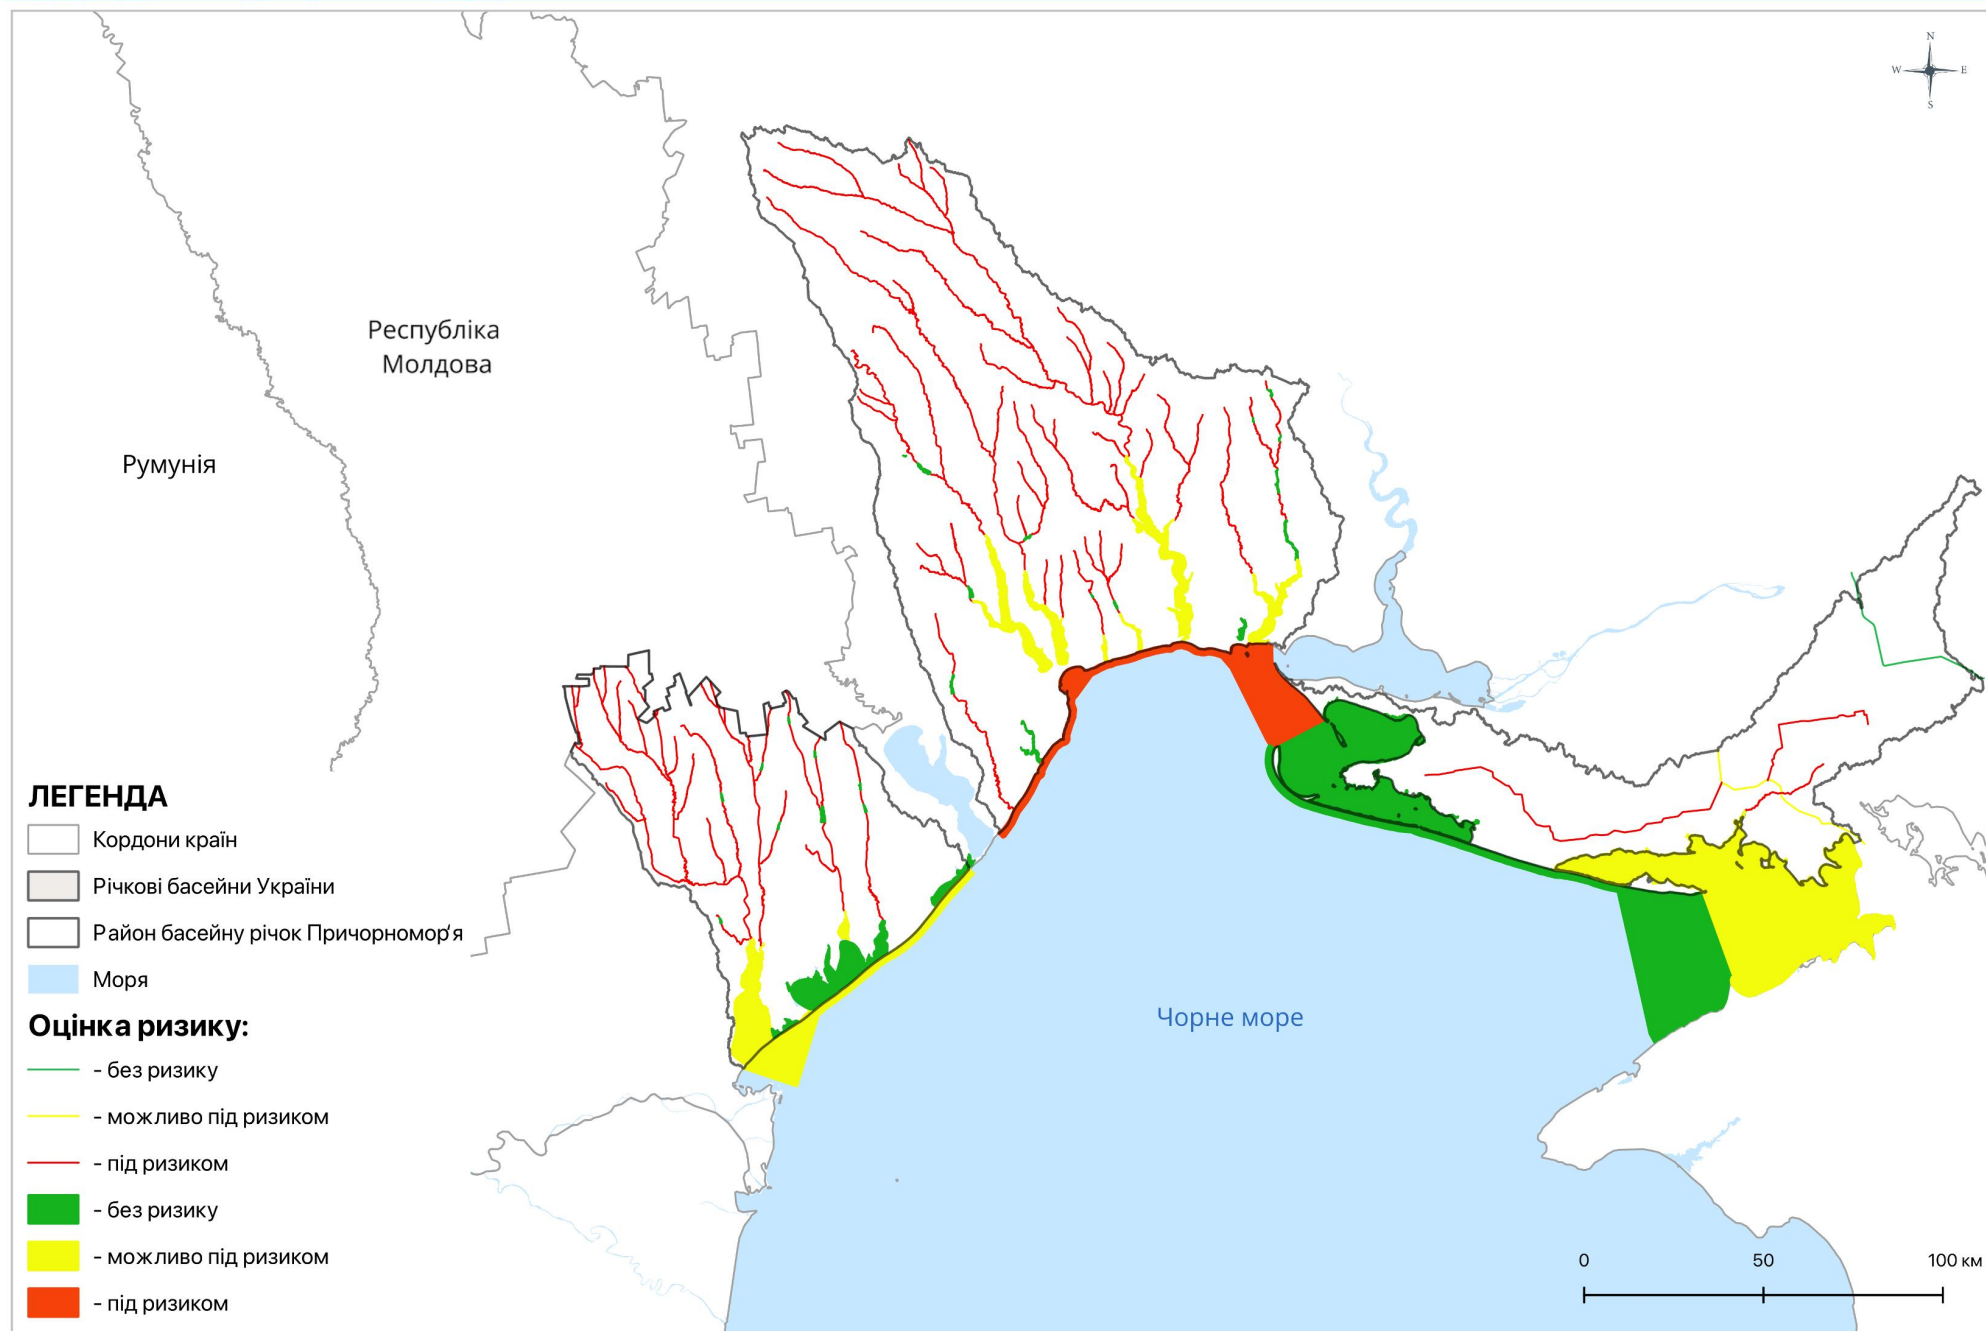 N
W E
S
Республіка
Молдова
Румунія
ЛЕГЕНДА
Кордони країн
Річкові басейни України
Район басейну річок Причорномор'я
Моря
Оцінка ризику:
- без ризику
- можливо під ризиком
- під ризиком
- без ризику
- можливо під ризиком
- під ризиком
Чорне море
0 50 100 км